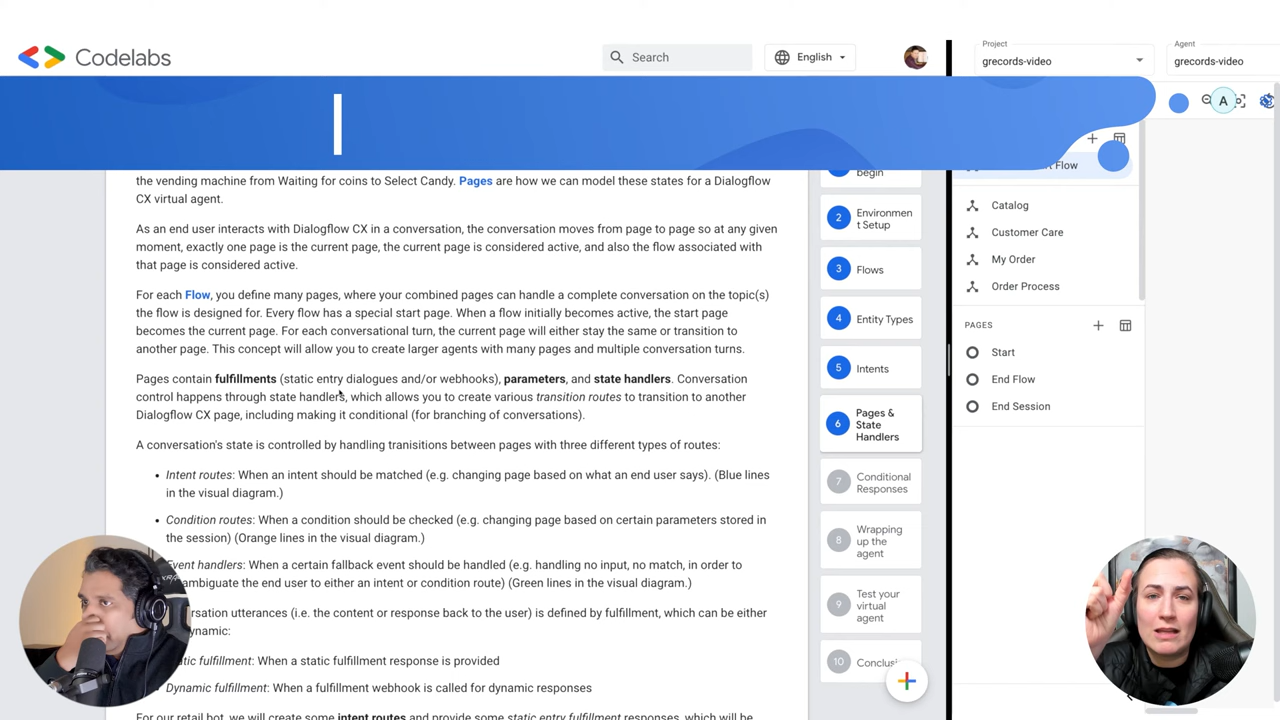 Codelabs
Search
English
Project
grecords-video
Agent
grecords-video
A
the vending machine from Waiting for coins to Select Candy. Pages are how we can model these states for a Dialogflow
CX virtual agent.
As an end user interacts with Dialogflow CX in a conversation, the conversation moves from page to page so at any given
moment, exactly one page is the current page, the current page is considered active, and also the flow associated with
that page is considered active.
For each Flow, you define many pages, where your combined pages can handle a complete conversation on the topic(s)
the flow is designed for. Every flow has a special start page. When a flow initially becomes active, the start page
becomes the current page. For each conversational turn, the current page will either stay the same or transition to
another page. This concept will allow you to create larger agents with many pages and multiple conversation turns.
Pages contain fulfillments (static entry dialogues and/or webhooks), parameters, and state handlers. Conversation
control happens through state handlers, which allows you to create various transition routes to transition to another
Dialogflow CX page, including making it conditional (for branching of conversations).
A conversation's state is controlled by handling tranisitions between pages with three different types of routes:
• Intent routes: When an intent should be matched (e.g. changing page based on what an end user says). (Blue lines
in the visual diagram.)
• Condition routes: When a condition should be checked (e.g. changing page based on certain parameters stored in
the session) (Orange lines in the visual diagram.)
Event handlers: When a certain fallback event should be handled (e.g. handling no input, no match, in order to
ambiguate the end user to either an intent or condition route) (Green lines in the visual diagram.)
utterances (i.e. the content or response back to the user) is defined by fulfillment, which can be either
fulfillment: When a static fulfillment response is provided
Dynamic fulfillment: When a fulfillment webhook is called for dynamic responses
For our retail bot, we will create some intent routes and provide some static entry fulfillment responses, which will be
begin
2 Environmen
t Setup
3 Flows
4 Entity Types
5 Intents
6 Pages &
State
Handlers
7 Conditional
Responses
8 Wrapping
up the
agent
9 Test your
virtual
agent
10
+
Flow
Catalog
Customer Care
My Order
Order Process
PAGES
Start
End Flow
End Session